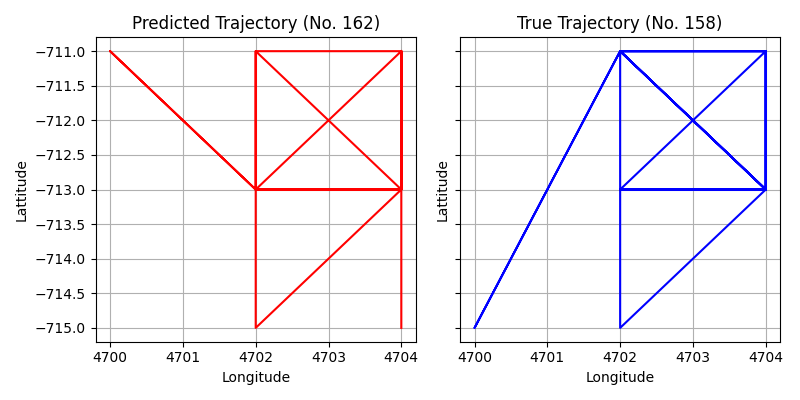 Predicted Trajectory (No. 162)
True Trajectory (No. 158)
−711.0
−711.5
−712.0
−712.5
−713.0
−713.5
−714.0
−714.5
−715.0
Lattitude
4700 4701 4702 4703 4704
Longitude
Lattitude
4700 4701 4702 4703 4704
Longitude